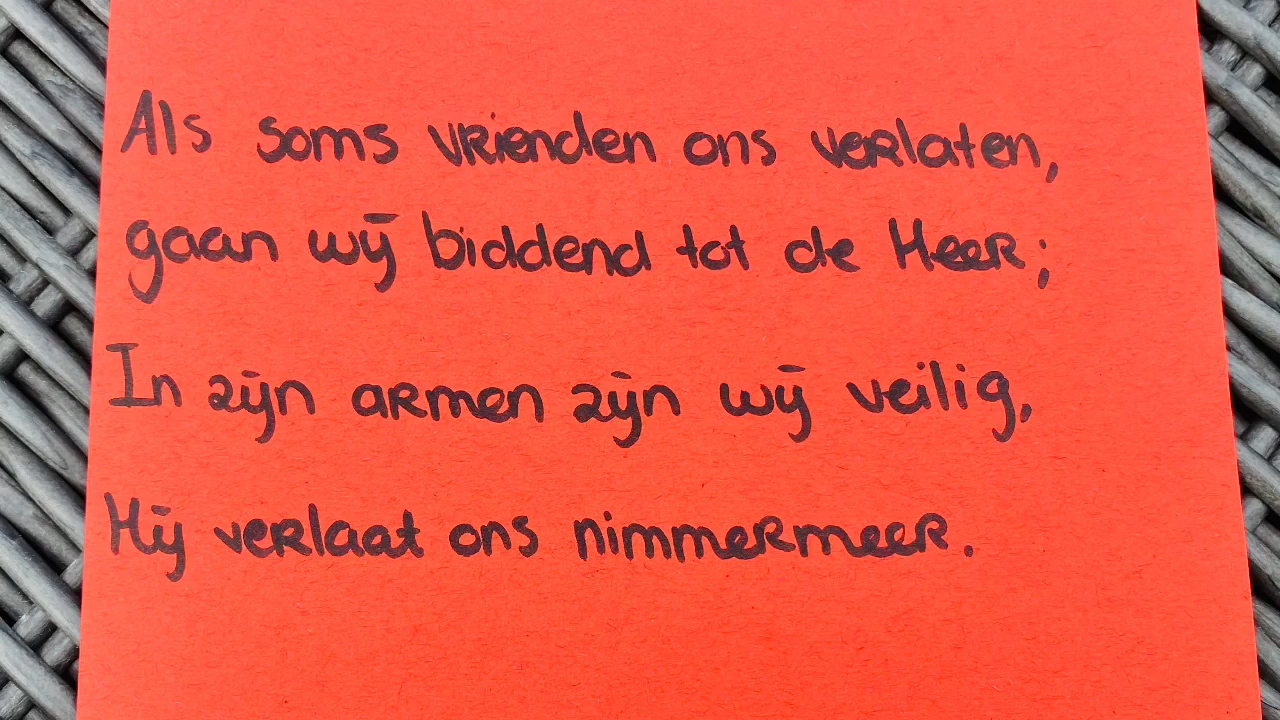 Als soms vrienden ons verlaten,
gaan wij biddend tot de Heer;
In zijn armen zijn wij veilig,
Hij verlaat ons nimmermeer.